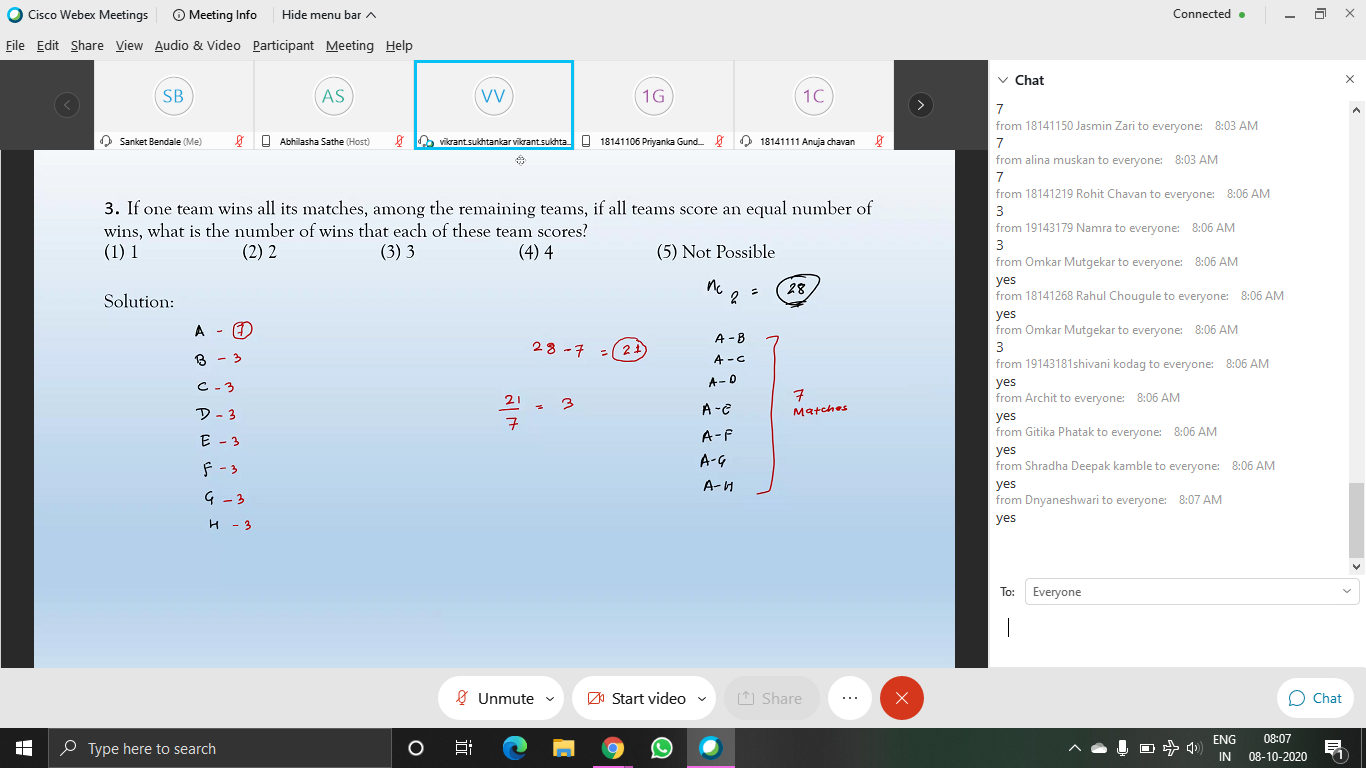 Cisco Webex Meetings
Meeting Info
Hide menu bar
Connected
File Edit Share View Audio & Video Participant Meeting Help
SB
AS
VV
1G
1C
Sanket Bendale (Me)
Abhilasha Sathe (Host)
vikrant.sukhtankar vikrant.sukhta...
18141106 Priyanka Gund...
18141111 Anuja chavan
3. If one team wins all its matches, among the remaining teams, if all teams score an equal number of
wins, what is the number of wins that each of these team scores?
(1) 1 (2) 2 (3) 3 (4) 4 (5) Not Possible
Solution:
nc2 = 28
A - 7
B - 3
C - 3
D - 3
E - 3
F - 3
G - 3
H - 3
28 - 7 = 21
21/7 = 3
A - B
A - C
A - D
A - E
A - F
A - G
A - H
7
Matches
Chat
7
from 18141150 Jasmin Zari to everyone: 8:03 AM
7
from alina muskan to everyone: 8:03 AM
7
from 18141219 Rohit Chavan to everyone: 8:06 AM
3
from 19143179 Namra to everyone: 8:06 AM
3
from Omkar Mutgekar to everyone: 8:06 AM
yes
from 18141268 Rahul Chougule to everyone: 8:06 AM
yes
from Omkar Mutgekar to everyone: 8:06 AM
3
from 19143181shivani kodag to everyone: 8:06 AM
yes
from Archit to everyone: 8:06 AM
yes
from Gitika Phatak to everyone: 8:06 AM
yes
from Shradha Deepak kamble to everyone: 8:06 AM
yes
from Dnyaneshwari to everyone: 8:07 AM
yes
To: Everyone
Unmute
Start video
Share
Chat
Type here to search
ENG
IN
08:07
08-10-2020
1